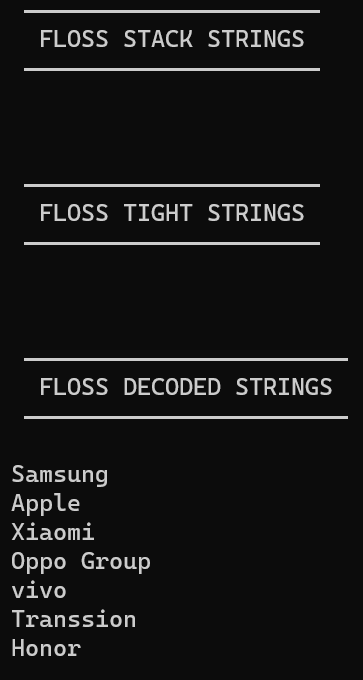 FLOSS STACK STRINGS
FLOSS TIGHT STRINGS
FLOSS DECODED STRINGS
Samsung
Apple
Xiaomi
Oppo Group
vivo
Transsion
Honor